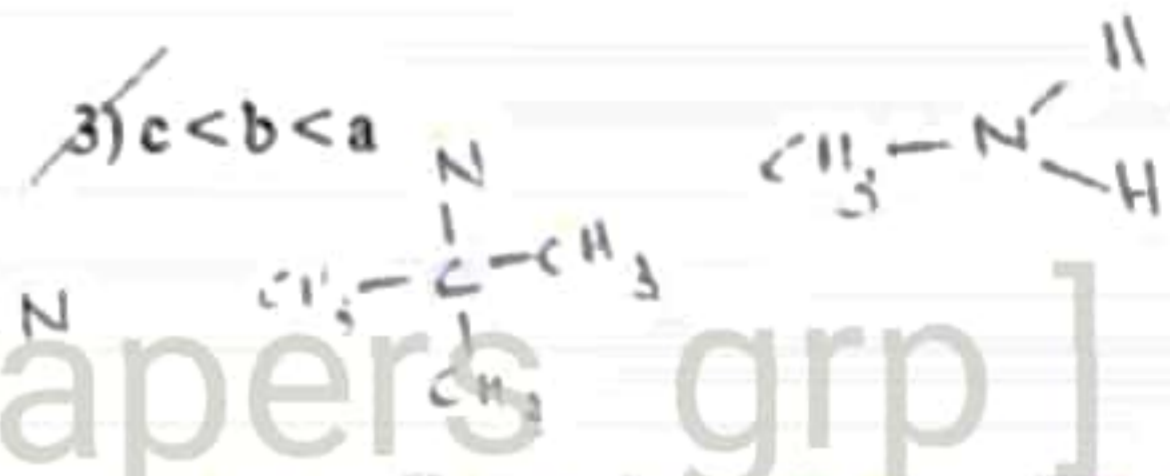 3) c < b < a
N
H
CH3 - N - H
CH3 - C - CH3
CH3
N
apers grp ]